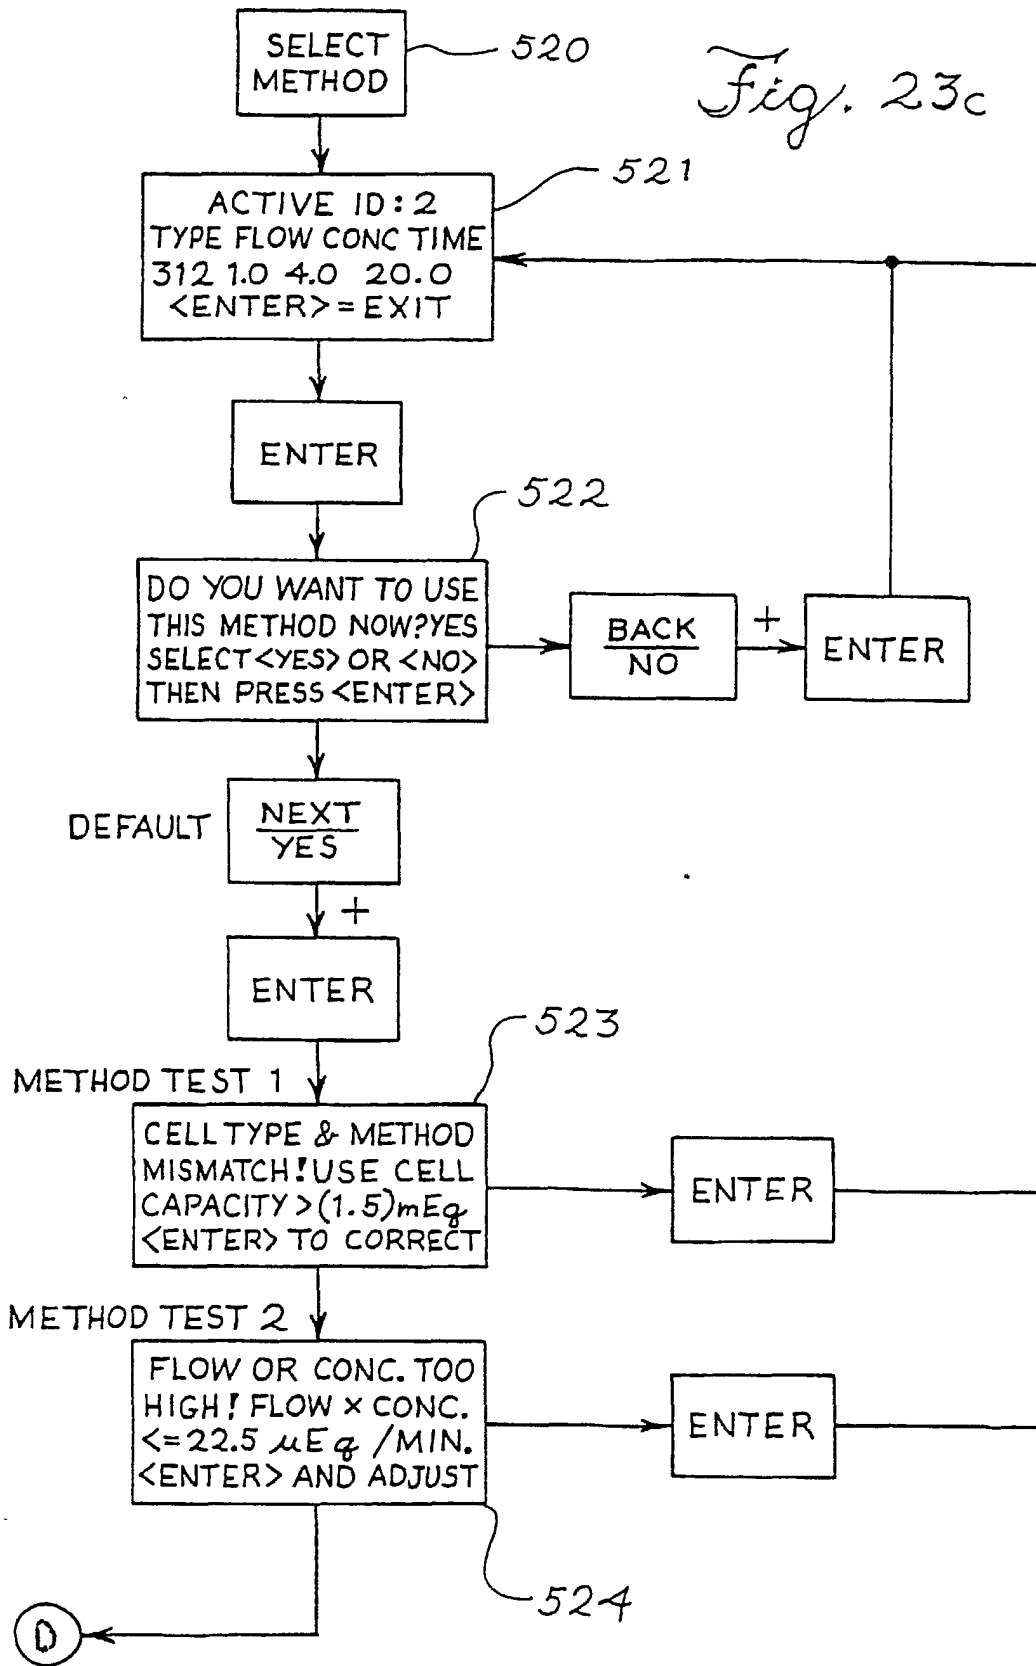 SELECT
METHOD
520
Fig. 23c
ACTIVE ID: 2
TYPE FLOW CONC TIME
312 1.0 4.0 20.0
<ENTER> = EXIT
521
ENTER
522
DO YOU WANT TO USE
THIS METHOD NOW?YES
SELECT <YES> OR <NO>
THEN PRESS <ENTER>
BACK
NO
+
ENTER
DEFAULT
NEXT
YES
+
ENTER
523
METHOD TEST 1
CELL TYPE & METHOD
MISMATCH! USE CELL
CAPACITY > (1.5)mEq
<ENTER> TO CORRECT
ENTER
METHOD TEST 2
FLOW OR CONC. TOO
HIGH! FLOW × CONC.
<=22.5 μEq /MIN.
<ENTER> AND ADJUST
ENTER
524
D